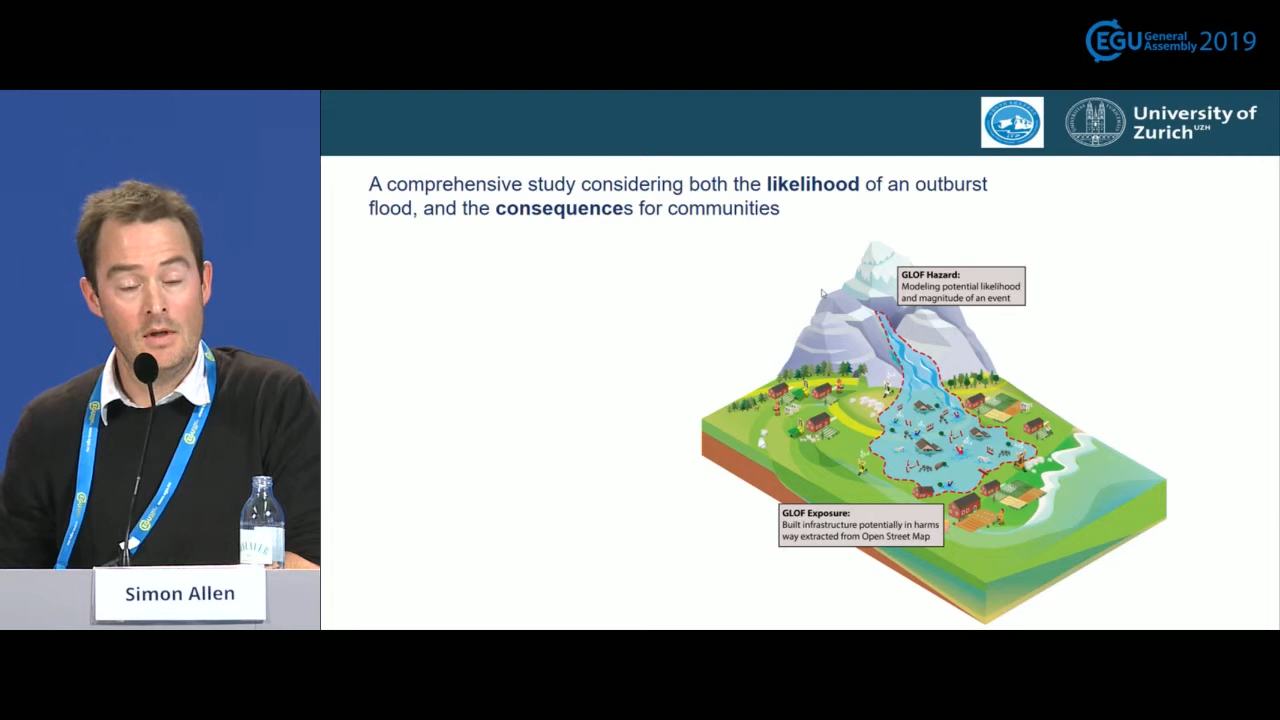 EGU General
Assembly 2019
University of
Zurich UZH
A comprehensive study considering both the likelihood of an outburst
flood, and the consequences for communities
GLOF Hazard:
Modeling potential likelihood
and magnitude of an event
GLOF Exposure:
Built infrastructure potentially in harms
way extracted from Open Street Map
Simon Allen